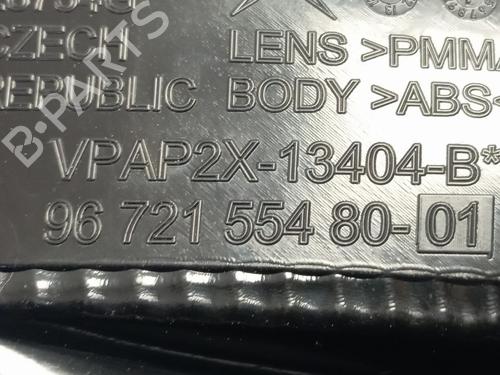 CZECH LENS >PMMA
REPUBLIC BODY >ABS<
VPAP2X-13404-B*
96 721 554 80-01
B-PARTS